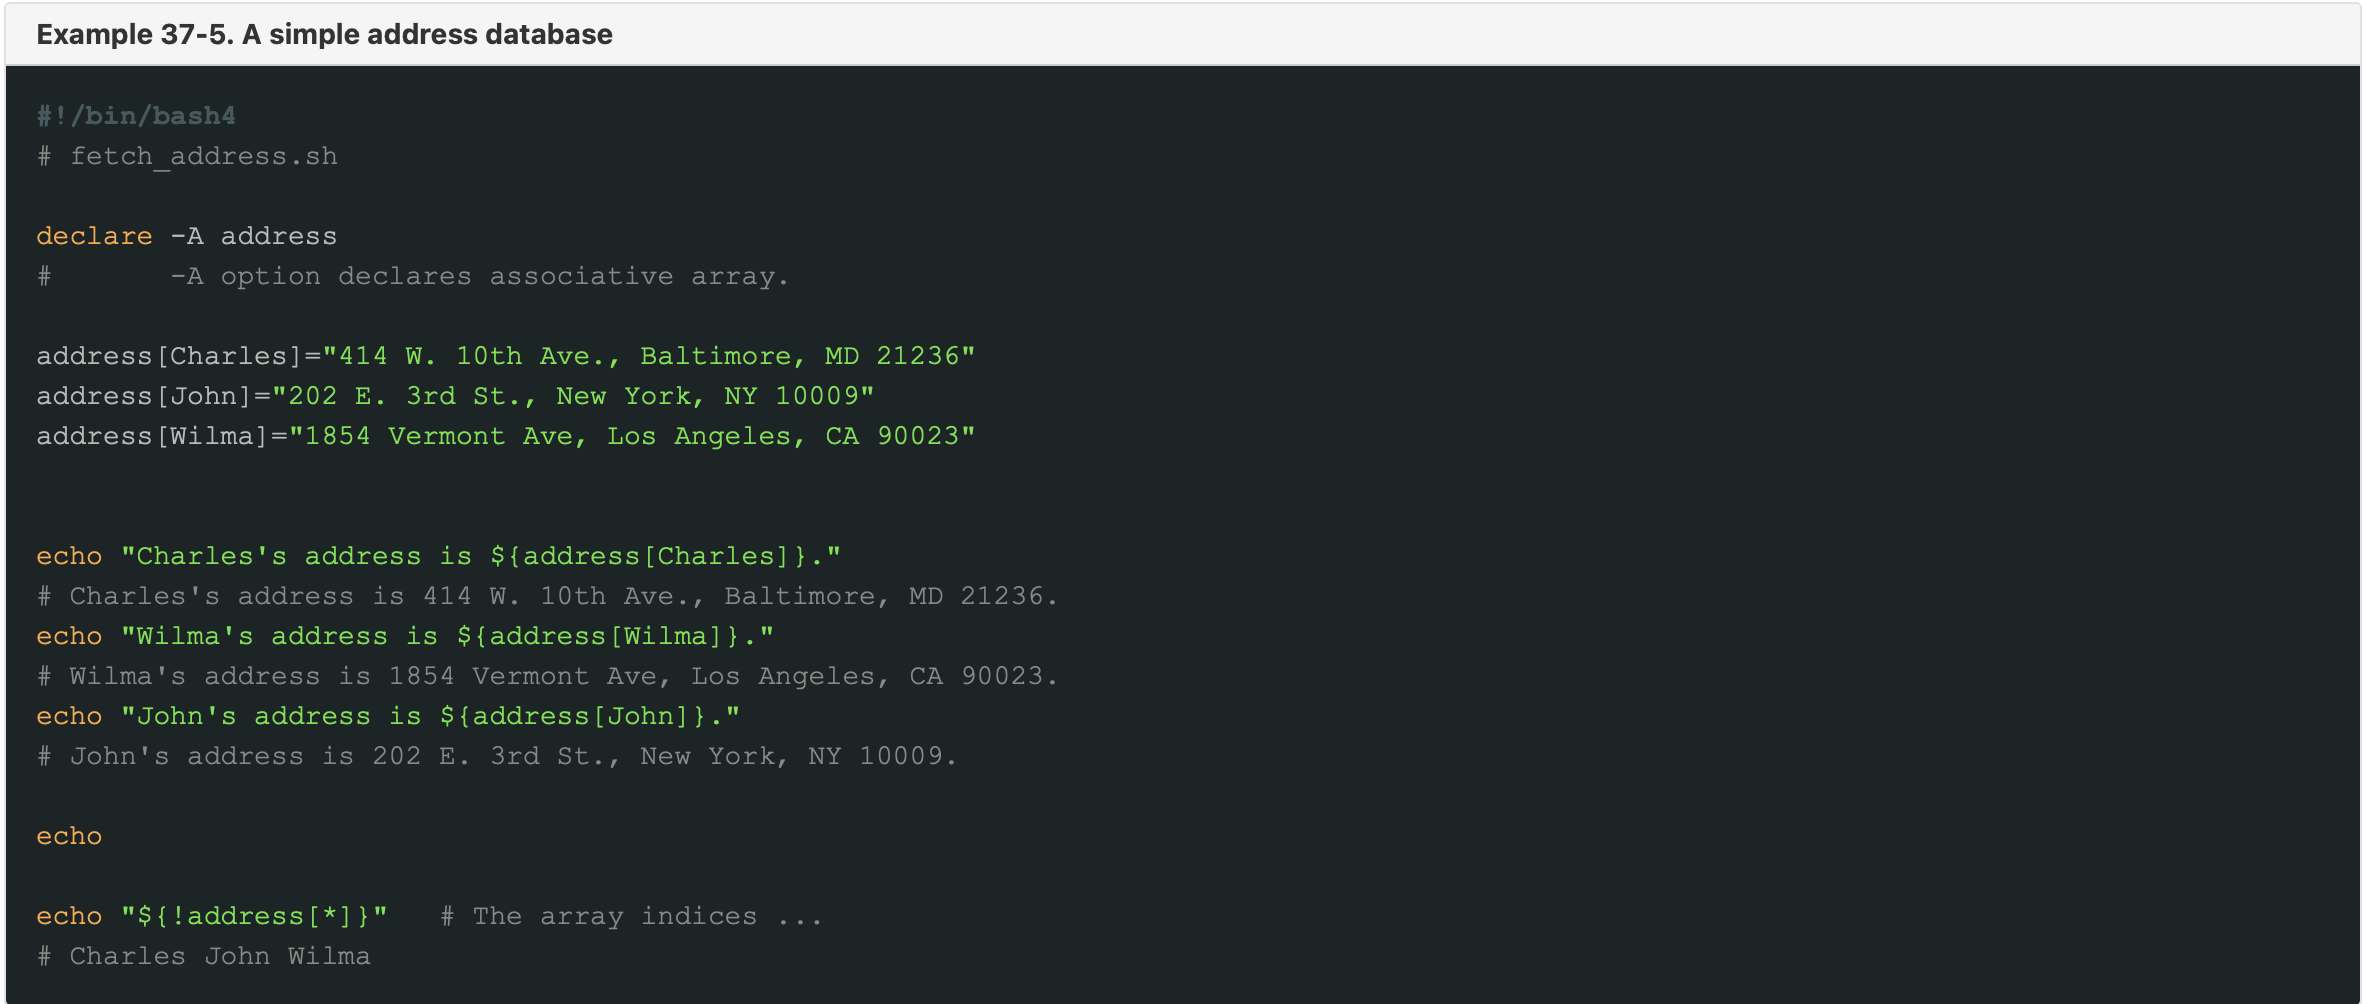 Example 37-5. A simple address database
#!/bin/bash4
# fetch_address.sh
declare -A address
#       -A option declares associative array.
address[Charles]="414 W. 10th Ave., Baltimore, MD 21236"
address[John]="202 E. 3rd St., New York, NY 10009"
address[Wilma]="1854 Vermont Ave, Los Angeles, CA 90023"
echo "Charles's address is ${address[Charles]}."
# Charles's address is 414 W. 10th Ave., Baltimore, MD 21236.
echo "Wilma's address is ${address[Wilma]}."
# Wilma's address is 1854 Vermont Ave, Los Angeles, CA 90023.
echo "John's address is ${address[John]}."
# John's address is 202 E. 3rd St., New York, NY 10009.
echo
echo "${!address[*]}"   # The array indices ...
# Charles John Wilma